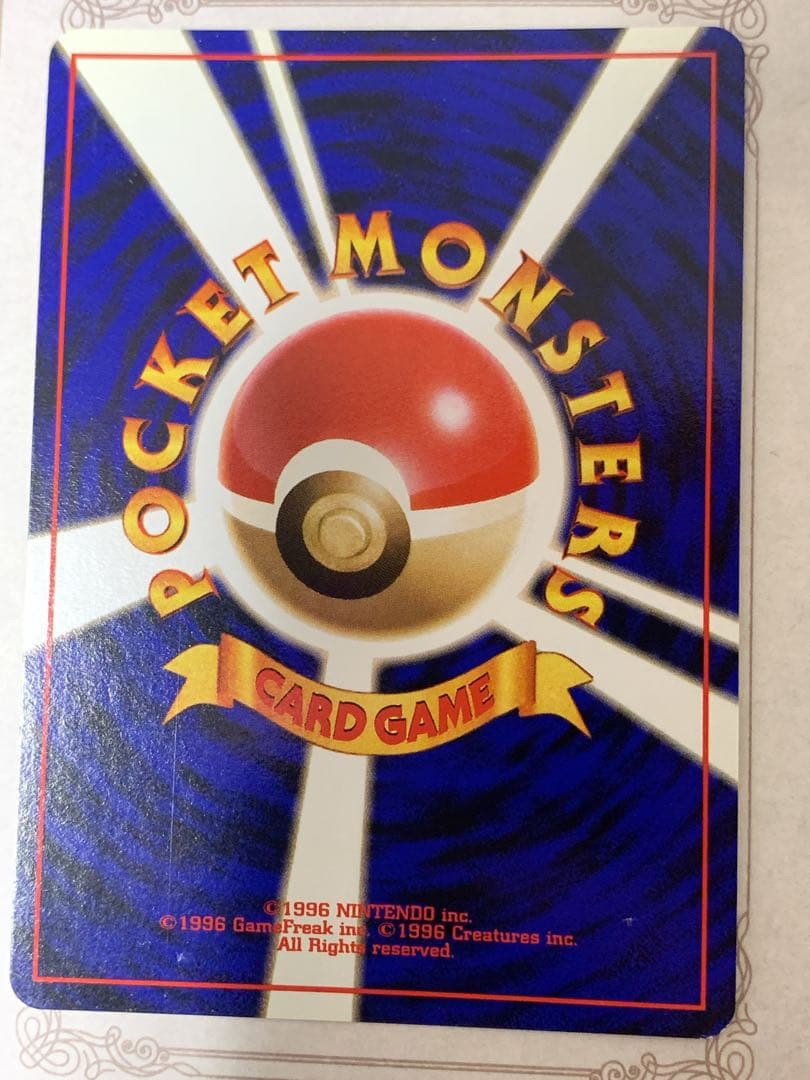 POCKET MONSTERS
CARD GAME
©1996 NINTENDO inc.
©1996 GameFreak inc. ©1996 Creatures inc.
All Rights reserved.